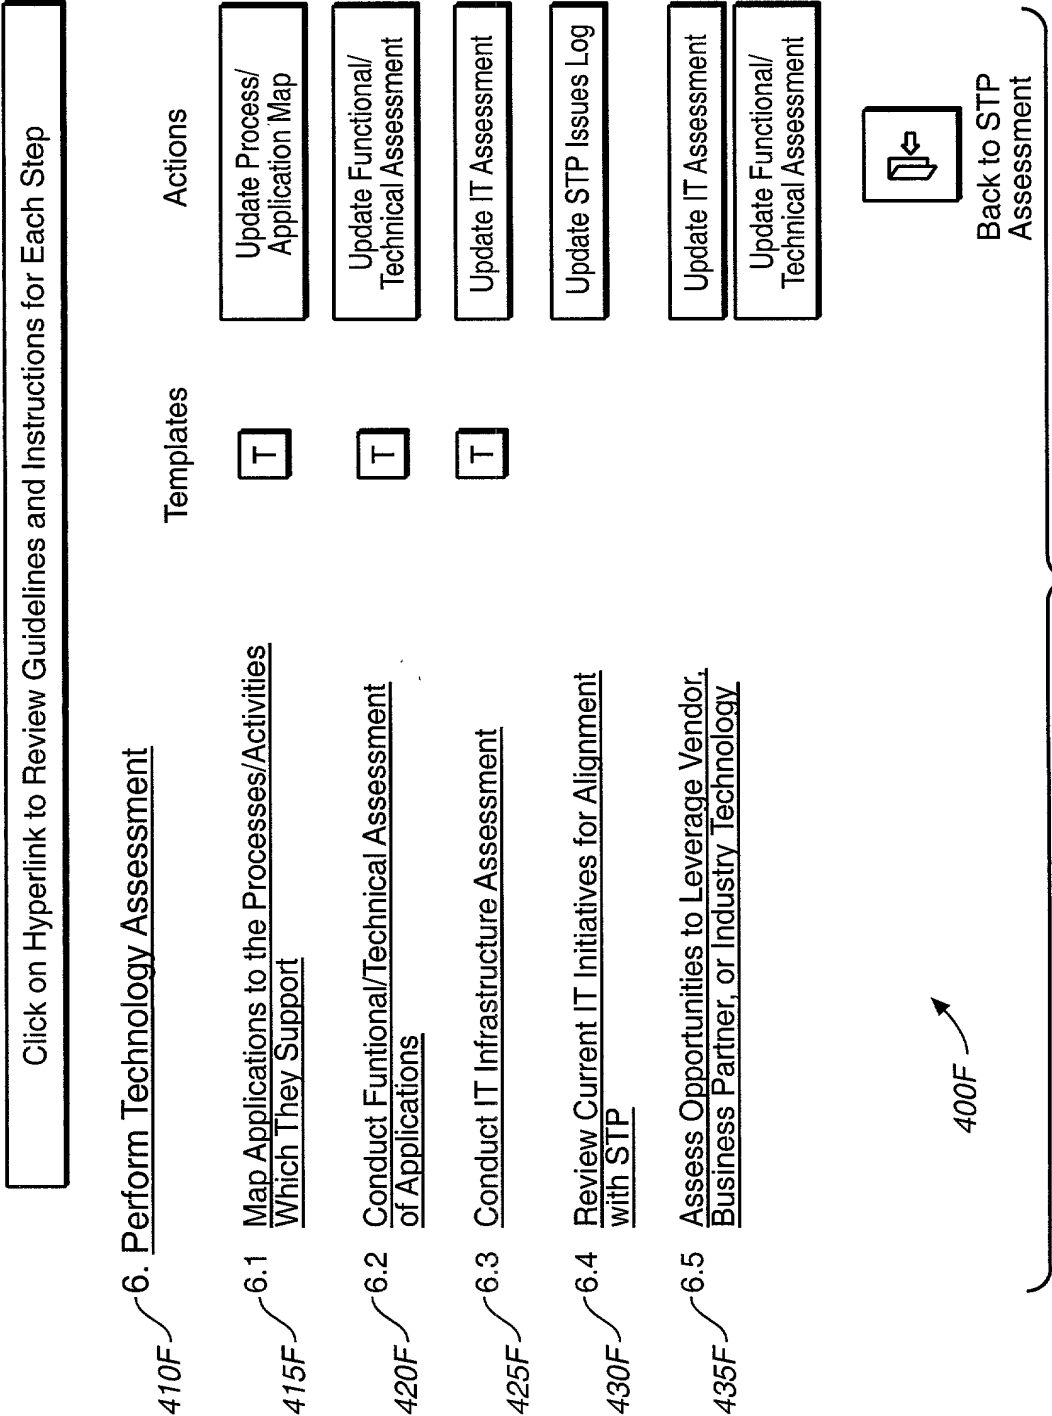 Click on Hyperlink to Review Guidelines and Instructions for Each Step
Templates
Actions
410F
6. Perform Technology Assessment
415F
6.1 Map Applications to the Processes/Activities
Which They Support
T
Update Process/
Application Map
420F
6.2 Conduct Funtional/Technical Assessment
of Applications
T
Update Functional/
Technical Assessment
425F
6.3 Conduct IT Infrastructure Assessment
T
Update IT Assessment
430F
6.4 Review Current IT Initiatives for Alignment
with STP
Update STP Issues Log
435F
6.5 Assess Opportunities to Leverage Vendor,
Business Partner, or Industry Technology
Update IT Assessment
Update Functional/
Technical Assessment
400F
Back to STP
Assessment